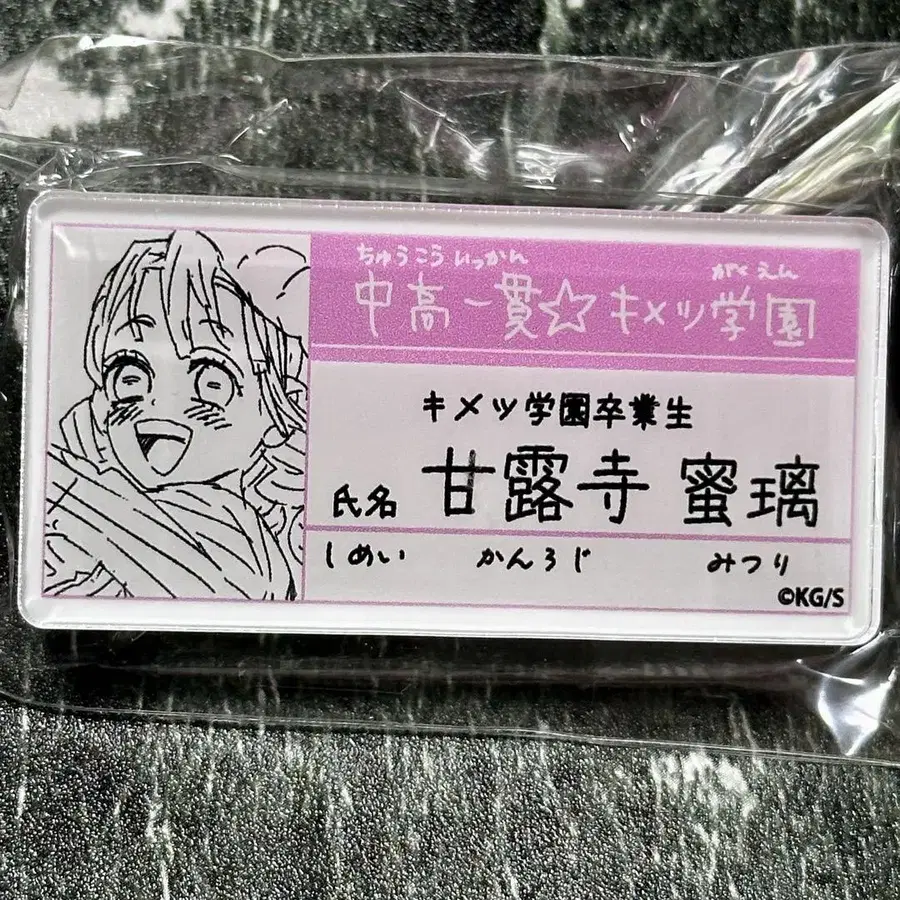 ちゅうこういっかん がくえん
中高一貫☆キメツ学園
キメツ学園卒業生
氏名 甘露寺 蜜璃
しめい かんろじ みつり
©KG/S